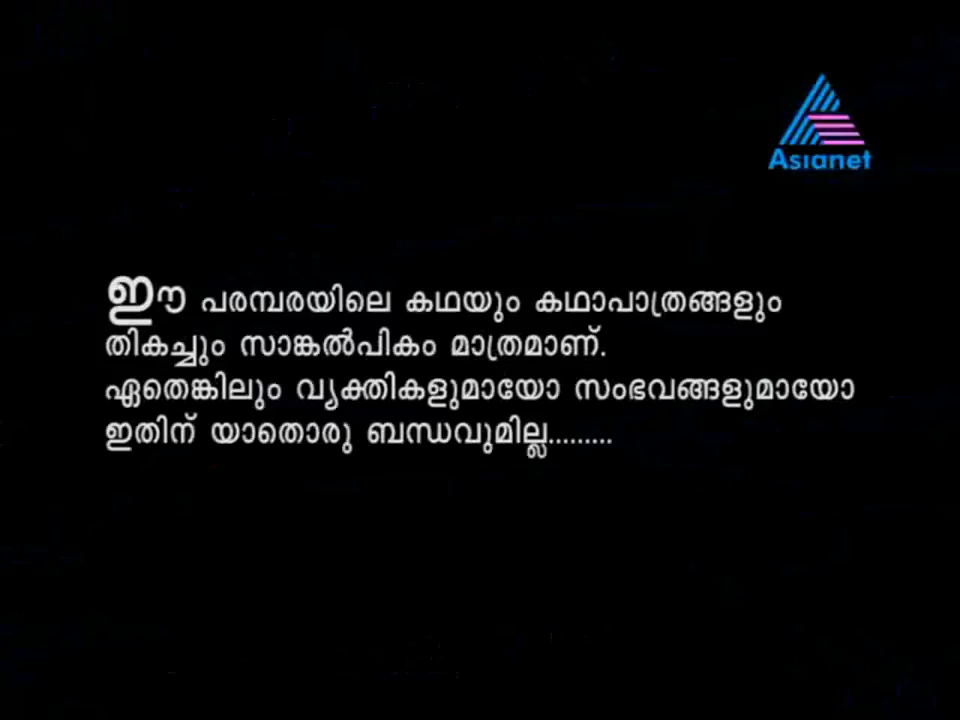 Asianet
ഈ പരമ്പരയിലെ കഥയും കഥാപാത്രങ്ങളും
തികച്ചും സാങ്കൽപികം മാത്രമാണ്.
ഏതെങ്കിലും വ്യക്തികളുമായോ സംഭവങ്ങളുമായോ
ഇതിന് യാതൊരു ബന്ധവുമില്ല.........